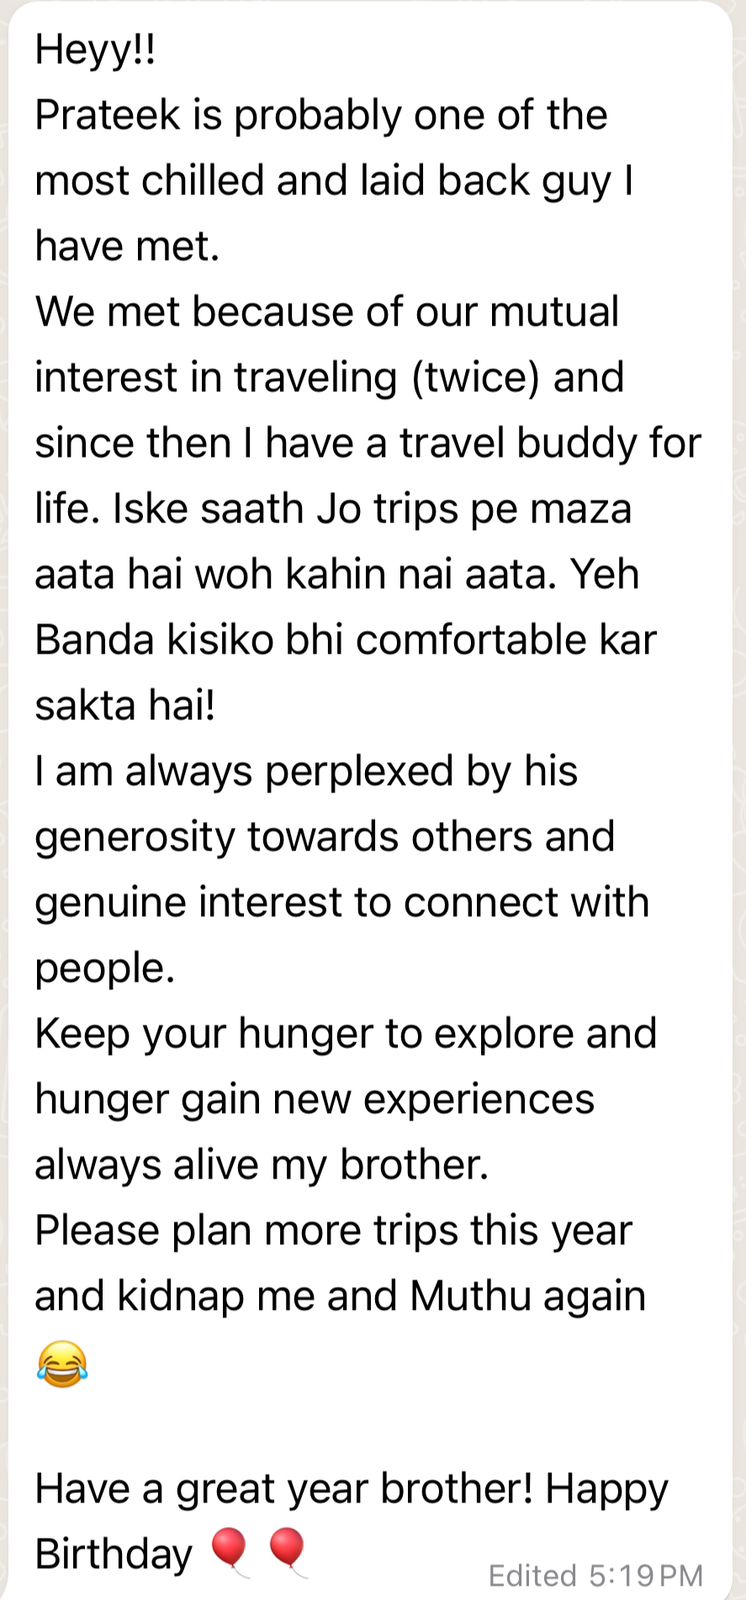 Heyy!!
Prateek is probably one of the
most chilled and laid back guy I
have met.
We met because of our mutual
interest in traveling (twice) and
since then I have a travel buddy for
life. Iske saath Jo trips pe maza
aata hai woh kahin nai aata. Yeh
Banda kisiko bhi comfortable kar
sakta hai!
I am always perplexed by his
generosity towards others and
genuine interest to connect with
people.
Keep your hunger to explore and
hunger gain new experiences
always alive my brother.
Please plan more trips this year
and kidnap me and Muthu again
😂
Have a great year brother! Happy
Birthday 🎈🎈
Edited 5:19 PM